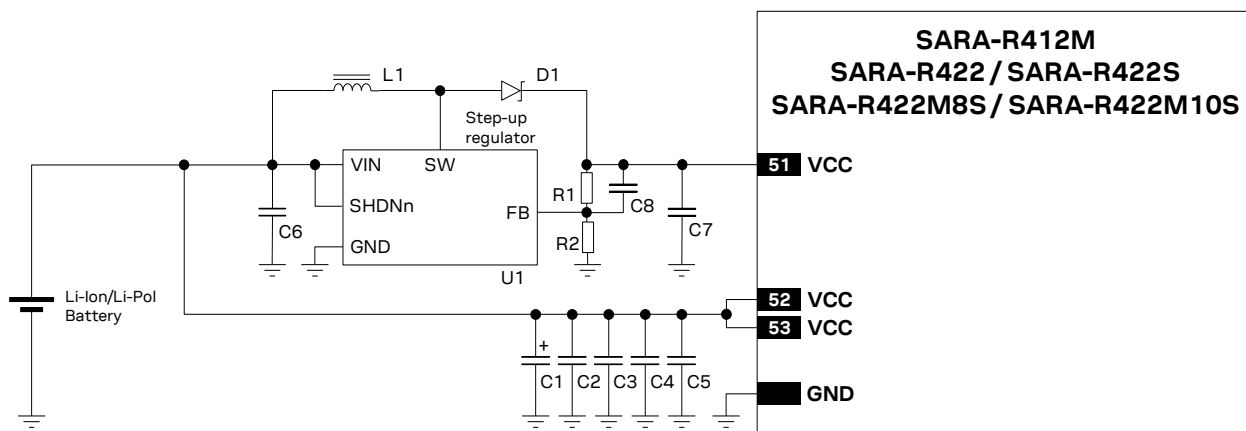 SARA-R412M
SARA-R422 / SARA-R422S
SARA-R422M8S / SARA-R422M10S
L1
D1
Step-up
regulator
VIN
SW
51 VCC
R1
C8
SHDNn
FB
C6
C7
R2
GND
U1
Li-Ion/Li-Pol
Battery
52 VCC
53 VCC
+
C1
C2
C3
C4
C5
GND